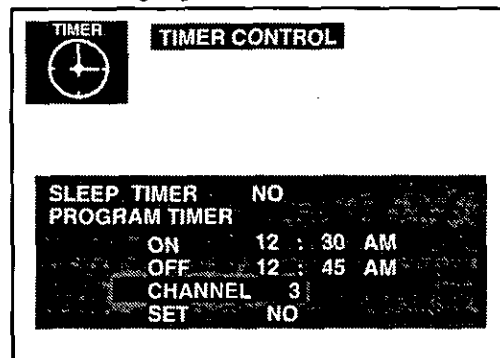 TIMER
TIMER CONTROL
SLEEP TIMER NO
PROGRAM TIMER
ON 12 : 30 AM
OFF 12 : 45 AM
CHANNEL 3
SET NO